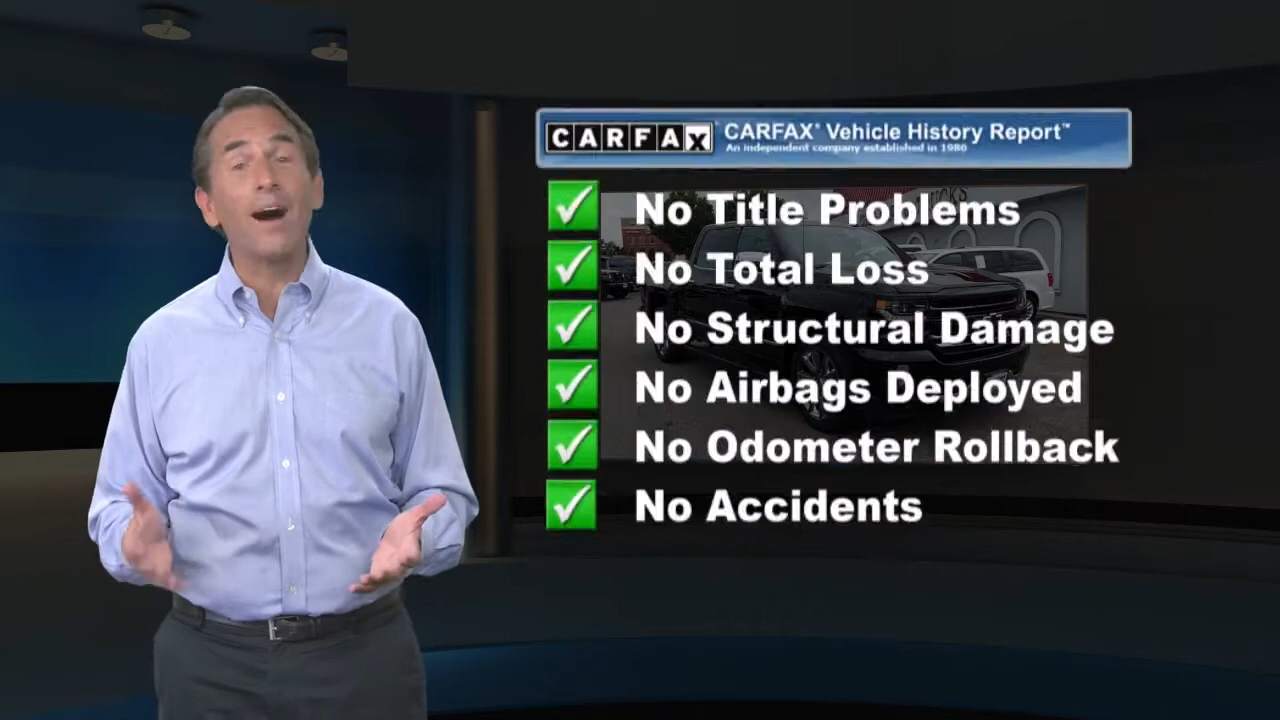 CARFAX
CARFAX® Vehicle History Report™
An independent company established in 1986
No Title Problems
No Total Loss
No Structural Damage
No Airbags Deployed
No Odometer Rollback
No Accidents